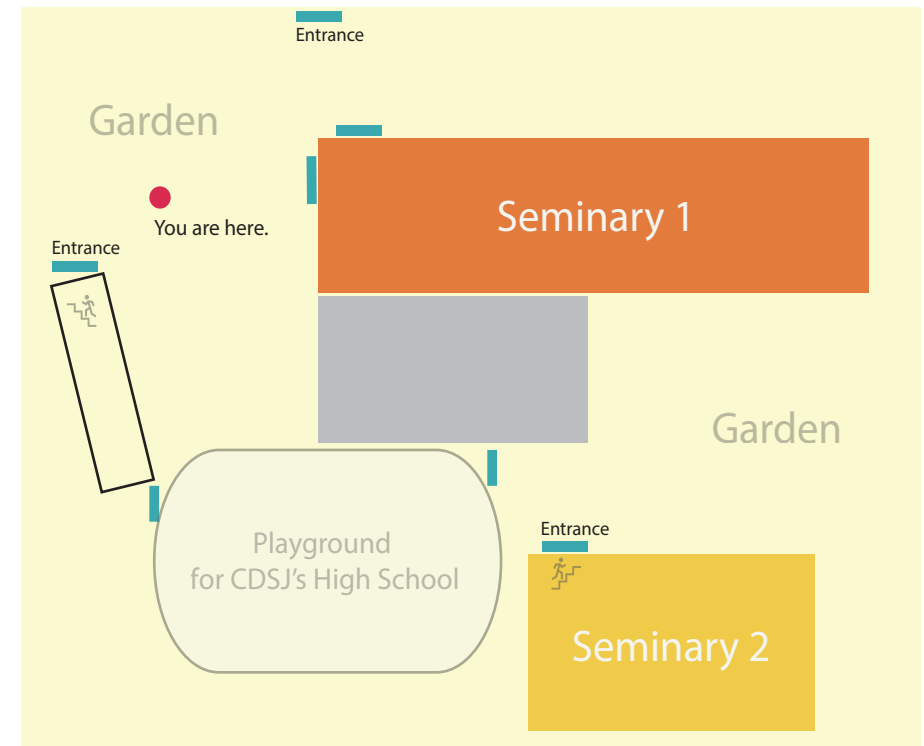 Entrance
Garden
Seminary 1
You are here.
Entrance
Garden
Entrance
Playground
for CDSJ's High School
Seminary 2